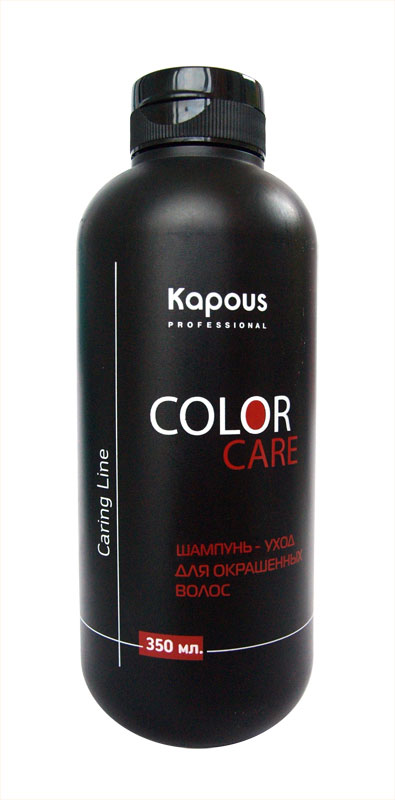 Kapous
PROFESSIONAL
COLOR
CARE
Caring Line
ШАМПУНЬ - УХОД
ДЛЯ ОКРАШЕННЫХ
ВОЛОС
350 мл.